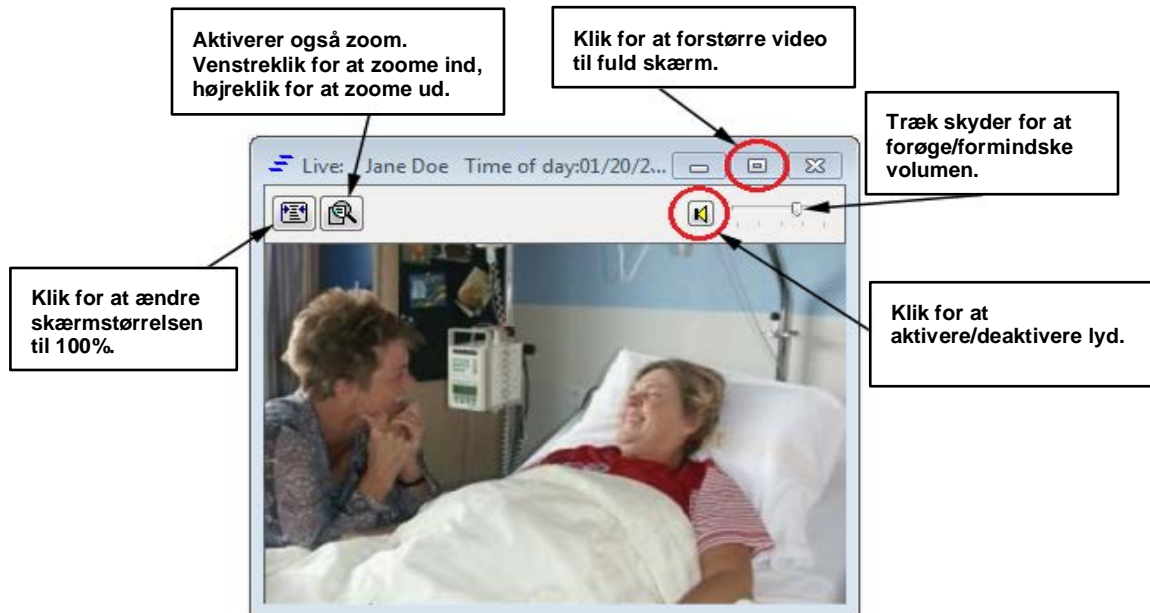 Aktiverer også zoom.
Venstreklik for at zoome ind,
højreklik for at zoome ud.
Klik for at forstørre video
til fuld skærm.
Træk skyder for at
forøge/formindske
volumen.
Live: Jane Doe Time of day:01/20/2...
Klik for at ændre
skærmstørrelsen
til 100%.
Klik for at
aktivere/deaktivere lyd.